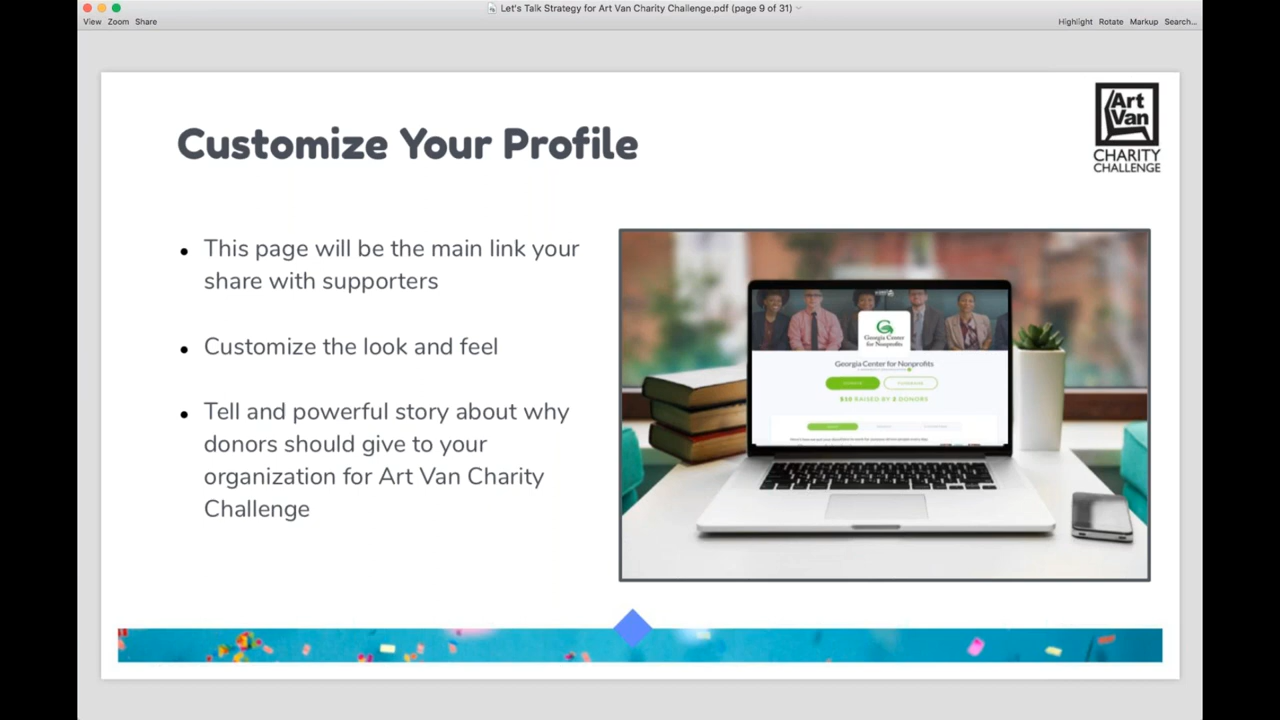 Let's Talk Strategy for Art Van Charity Challenge.pdf (page 9 of 31)
View Zoom Share
Highlight Rotate Markup Search...
Art
Van
CHARITY
CHALLENGE
Customize Your Profile
This page will be the main link your
share with supporters
Customize the look and feel
Tell and powerful story about why
donors should give to your
organization for Art Van Charity
Challenge
Georgia Center
for Nonprofits
Georgia Center for Nonprofits
$10 RAISED BY 2 DONORS